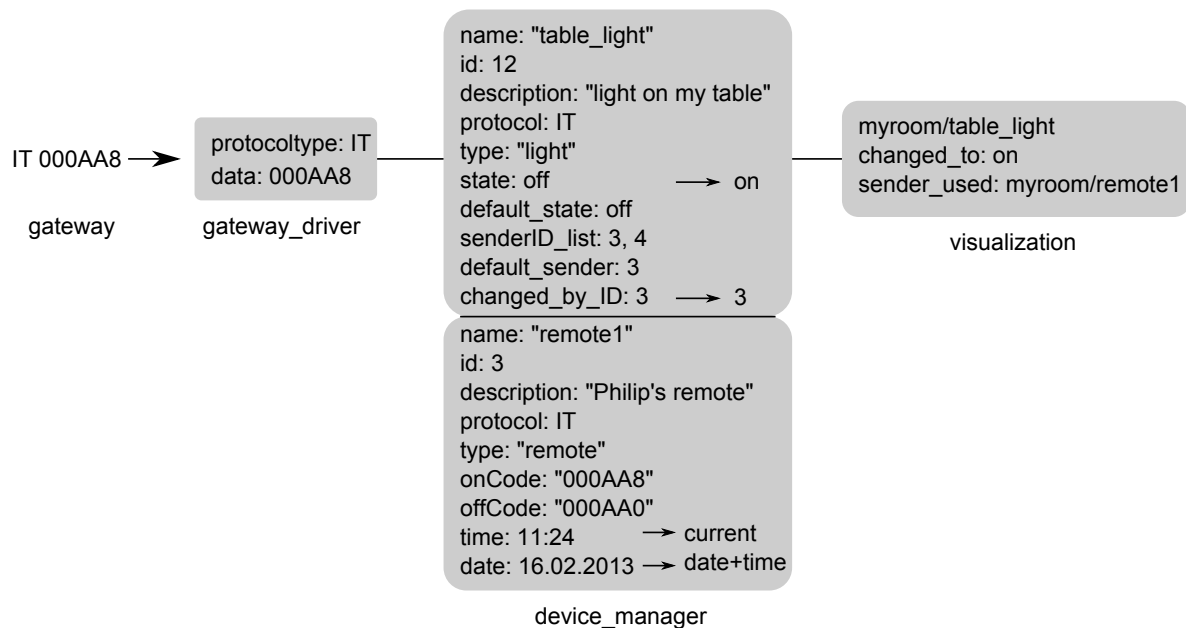 IT 000AA8
gateway
protocoltype: IT
data: 000AA8
gateway_driver
name: "table_light"
id: 12
description: "light on my table"
protocol: IT
type: "light"
state: off → on
default_state: off
senderID_list: 3, 4
default_sender: 3
changed_by_ID: 3 → 3
name: "remote1"
id: 3
description: "Philip's remote"
protocol: IT
type: "remote"
onCode: "000AA8"
offCode: "000AA0"
time: 11:24 → current
date: 16.02.2013 → date+time
device_manager
myroom/table_light
changed_to: on
sender_used: myroom/remote1
visualization